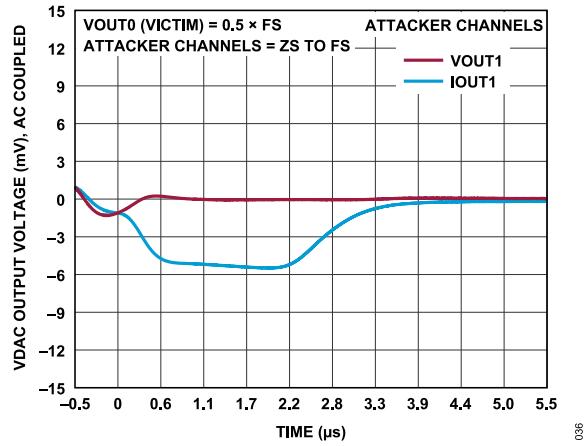 VOUT0 (VICTIM) = 0.5 × FS
ATTACKER CHANNELS = ZS TO FS
ATTACKER CHANNELS
VOUT1
IOUT1
VDAC OUTPUT VOLTAGE (mV), AC COUPLED
15
12
9
6
3
0
–3
–6
–9
–12
–15
–0.5 0 0.6 1.1 1.7 2.2 2.8 3.3 3.9 4.4 5.0 5.5
TIME (µs)
036